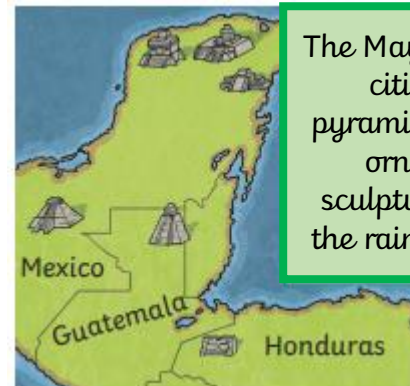 The May
citi
pyrami
orn
sculptu
the rain
Mexico
Guatemala
Honduras